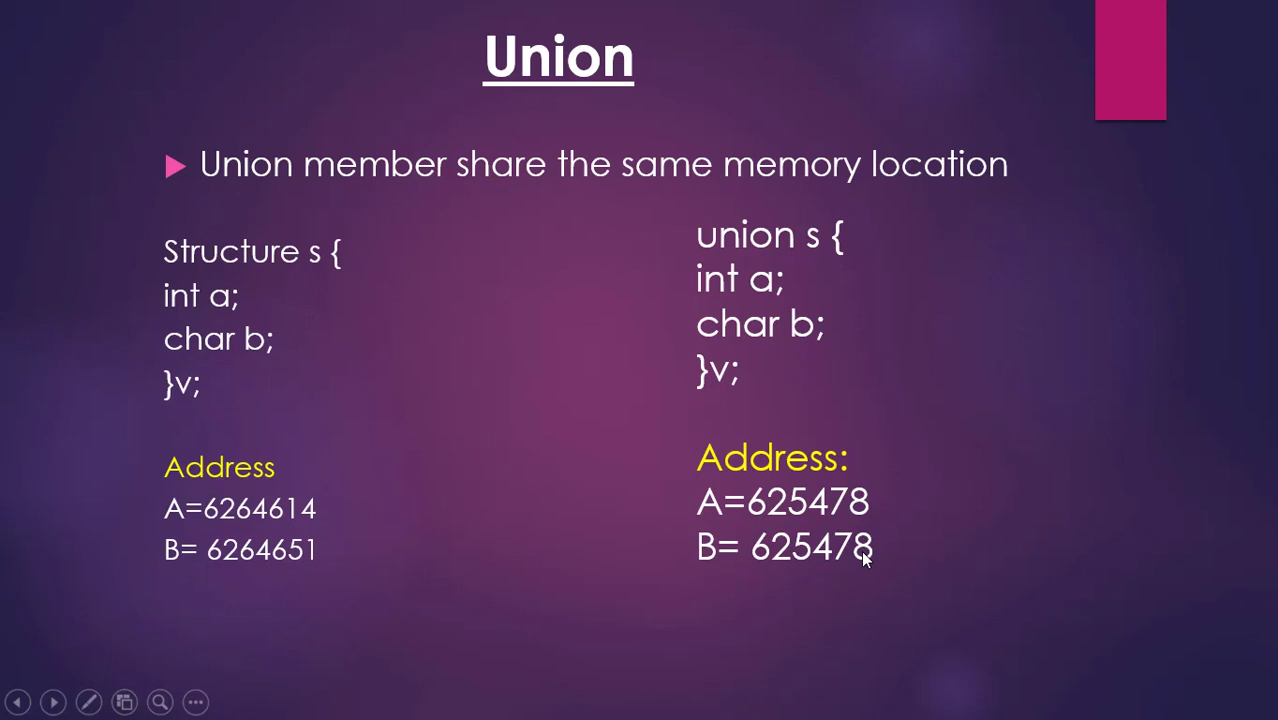 Union
Union member share the same memory location
Structure s {
int a;
char b;
}v;
Address
A=6264614
B= 6264651
union s {
int a;
char b;
}v;
Address:
A=625478
B= 625478